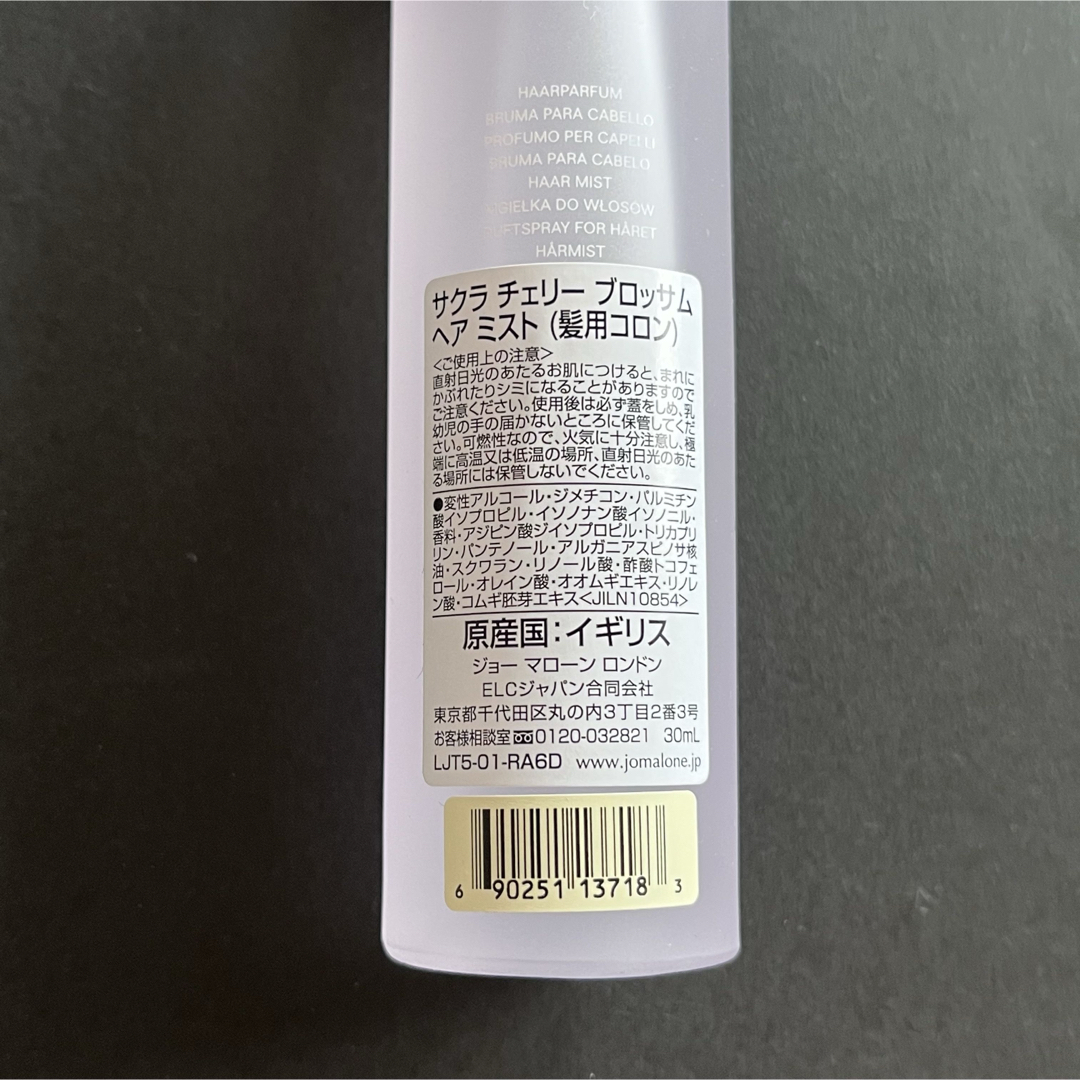 HAARPARFUM
BRUMA PARA CABELLO
PROFUMO PER CAPELLI
BRUMA PARA CABELO
HAAR MIST
MGIEŁKA DO WŁOSÓW
DUFTSPRAY FOR HÅRET
HÅRMIST
サクラ チェリー ブロッサム
ヘア ミスト (髪用コロン)
<ご使用上の注意>
直射日光のあたるお肌につけると、まれに
かぶれたりシミになることがありますので
ご注意ください。使用後は必ず蓋をしめ、乳
幼児の手の届かないところに保管してくだ
さい。可燃性なので、火気に十分注意し、極
端に高温又は低温の場所、直射日光のあた
る場所には保管しないでください。
●変性アルコール・ジメチコン・パルミチン
酸イソプロピル・イソノナン酸イソノニル・
香料・アジピン酸ジイソプロピル・トリカプリ
リン・パンテノール・アルガニアスピノサ核
油・スクワラン・リノール酸・酢酸トコフェ
ロール・オレイン酸・オオムギエキス・リノレ
ン酸・コムギ胚芽エキス<JILN10854>
原産国:イギリス
ジョー マローン ロンドン
ELCジャパン合同会社
東京都千代田区丸の内3丁目2番3号
お客様相談室 0120-032821 30mL
LJT5-01-RA6D www.jomalone.jp
6 90251 13718 3